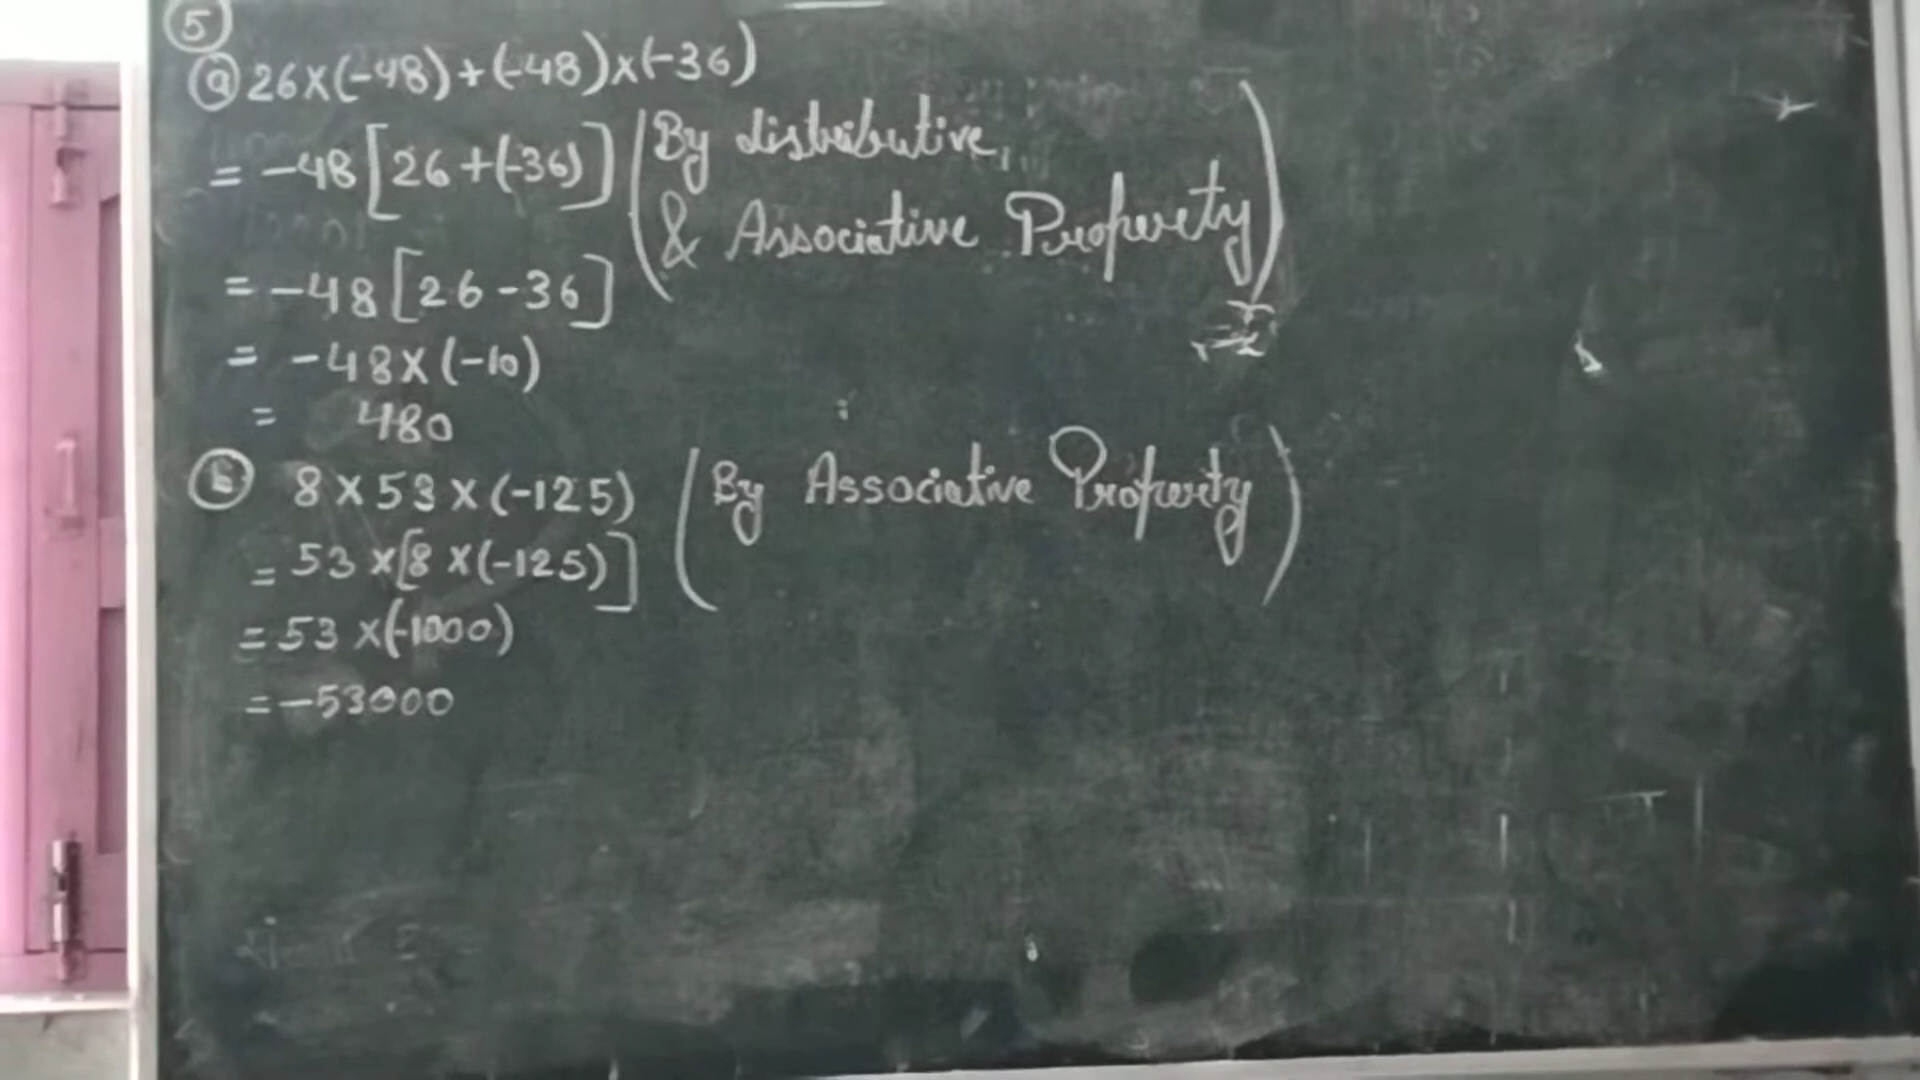 5
a 26×(-48)+(-48)×(-36)
= -48[26+(-36)] (By distributive,
& Associative Property)
= -48[26-36]
= -48×(-10)
= 480
b 8×53×(-125) (By Associative Property)
= 53×[8×(-125)]
= 53×(-1000)
= -53000